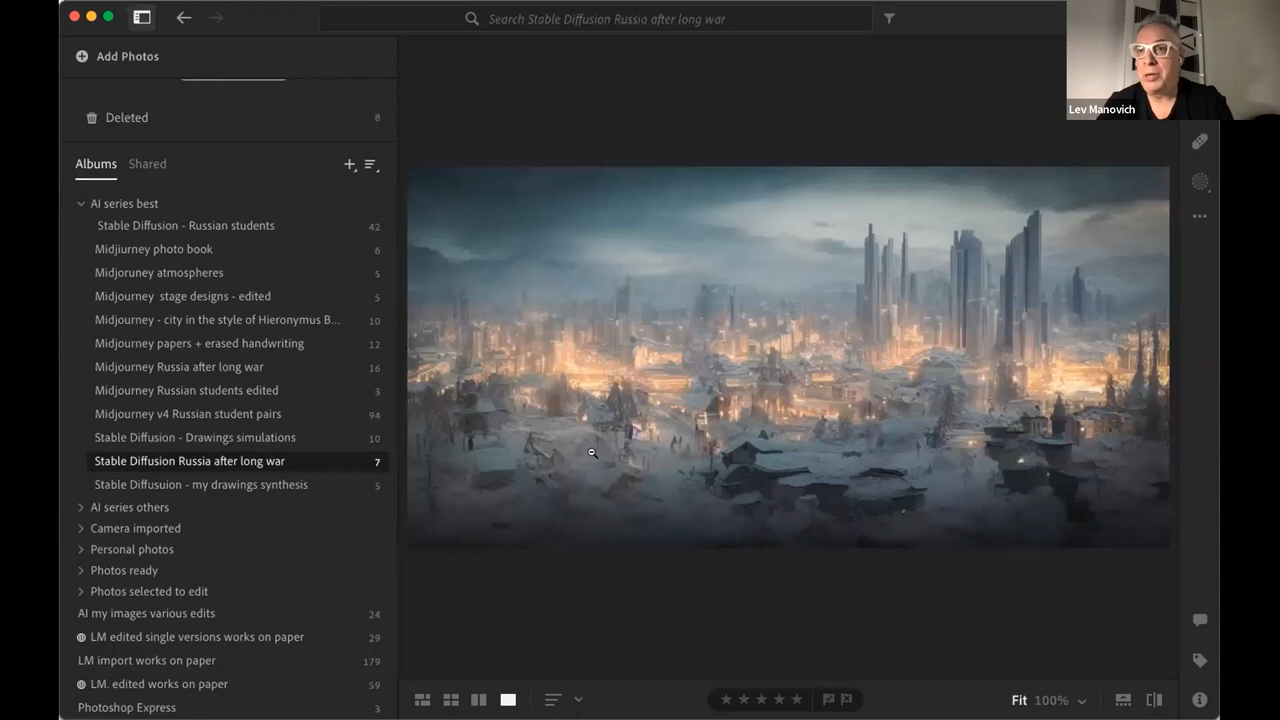 Search Stable Diffusion Russia after long war
Lev Manovich
Add Photos
Deleted 8
Albums Shared
AI series best
Stable Diffusion - Russian students 42
Midjiurney photo book 6
Midjoruney atmospheres 5
Midjourney  stage designs - edited 5
Midjourney - city in the style of Hieronymus B... 10
Midjourney papers + erased handwriting 12
Midjourney Russia after long war 16
Midjourney Russian students edited 3
Midjourney v4 Russian student pairs 94
Stable Diffusion - Drawings simulations 10
Stable Diffusion Russia after long war 7
Stable Diffusuion - my drawings synthesis 5
AI series others
Camera imported
Personal photos
Photos ready
Photos selected to edit
AI my images various edits 24
LM edited single versions works on paper 29
LM import works on paper 179
LM. edited works on paper 59
Photoshop Express 3
Fit 100%